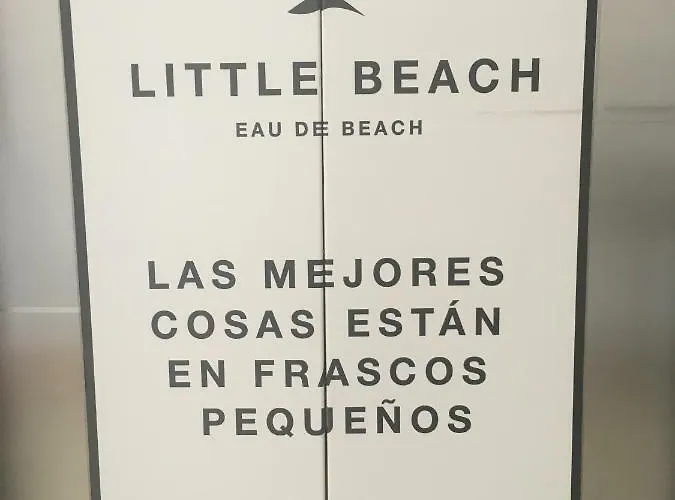 LITTLE BEACH
EAU DE BEACH
LAS MEJORES
COSAS ESTÁN
EN FRASCOS
PEQUEÑOS